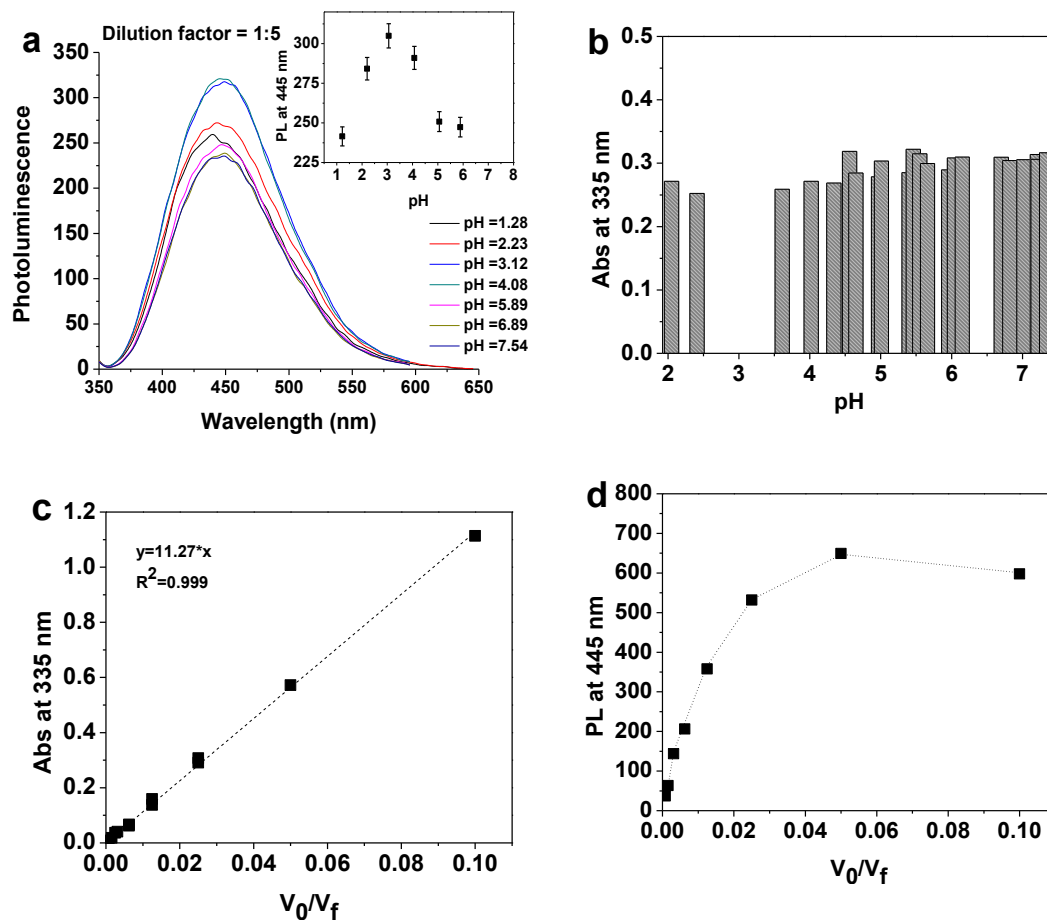 a
Dilution factor = 1:5
Photoluminescence
350
300
250
200
150
100
50
0
350 400 450 500 550 600 650
Wavelength (nm)
PL at 445 nm
300
275
250
225
1 2 3 4 5 6 7 8
pH
pH =1.28
pH =2.23
pH =3.12
pH =4.08
pH =5.89
pH =6.89
pH =7.54
b
Abs at 335 nm
0.5
0.4
0.3
0.2
0.1
0.0
2 3 4 5 6 7
pH
c
y=11.27*x
R²=0.999
Abs at 335 nm
1.2
1.0
0.8
0.6
0.4
0.2
0.0
0.00 0.02 0.04 0.06 0.08 0.10
V₀/V_f
d
PL at 445 nm
800
700
600
500
400
300
200
100
0
0.00 0.02 0.04 0.06 0.08 0.10
V₀/V_f